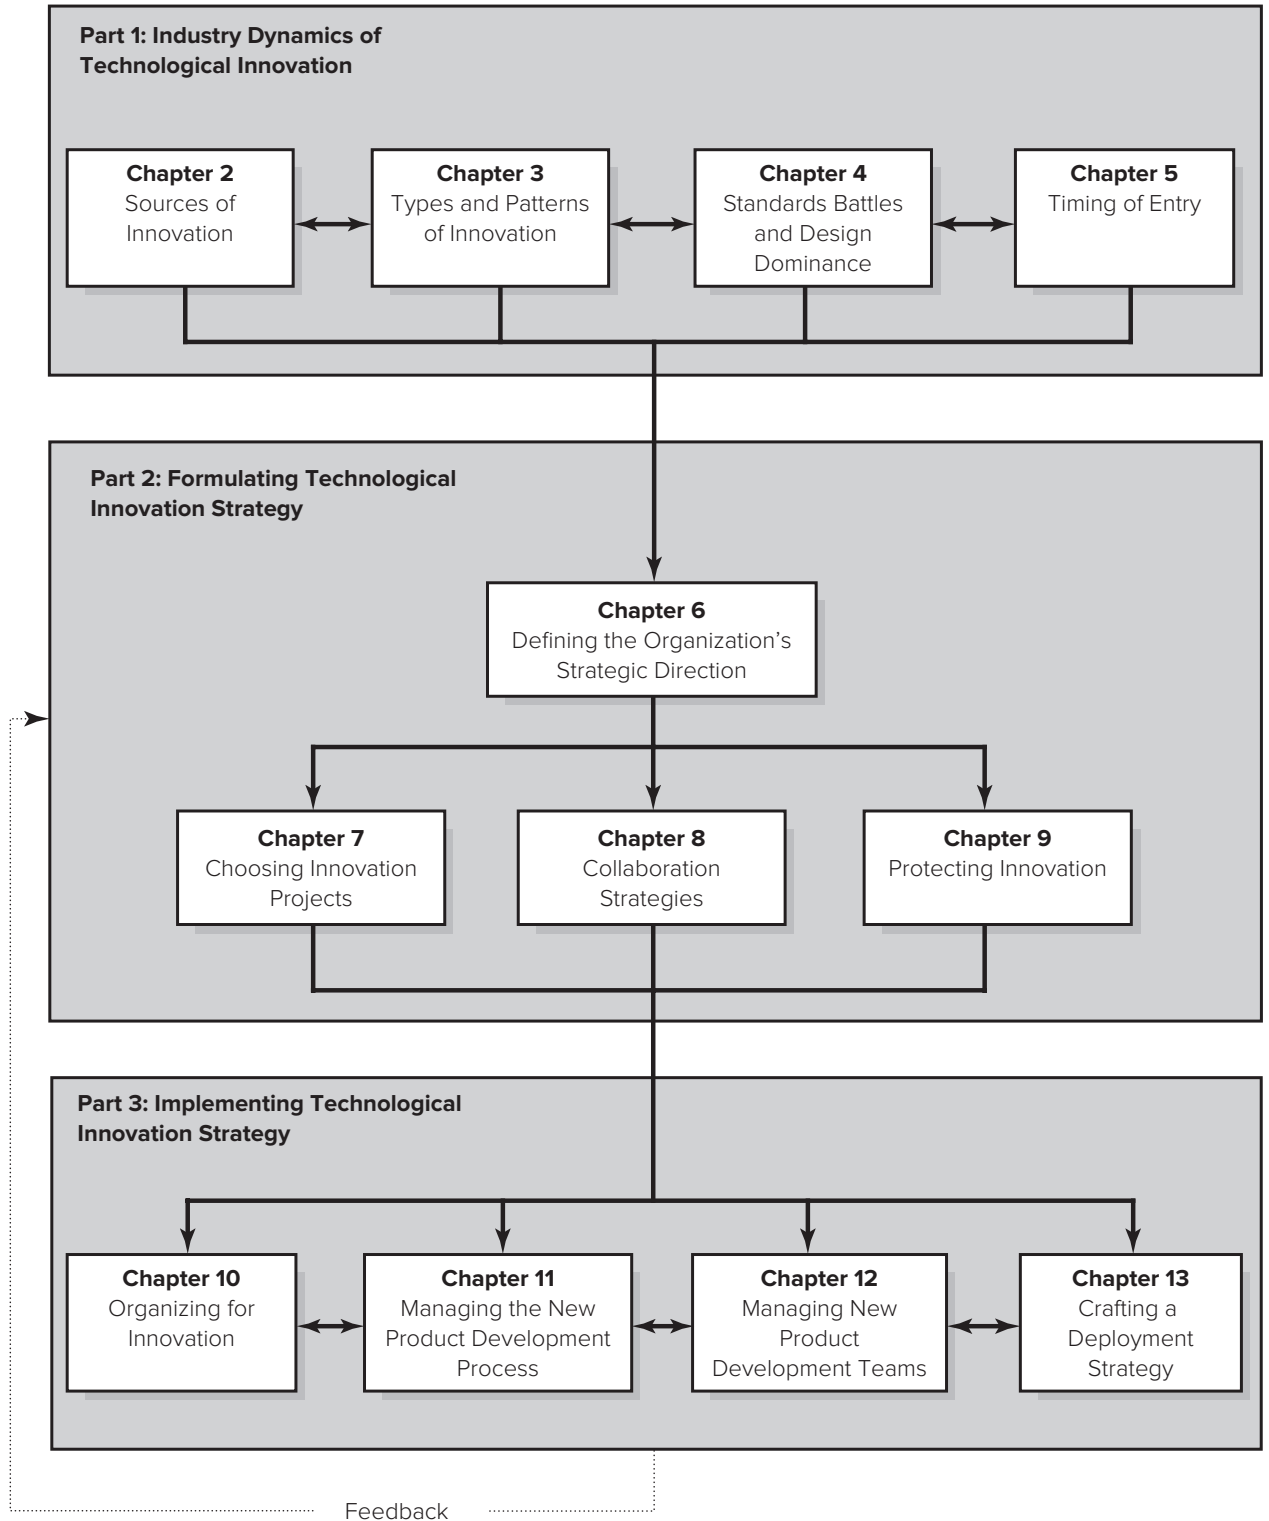 Part 1: Industry Dynamics of
Technological Innovation
Chapter 2
Sources of
Innovation
Chapter 3
Types and Patterns
of Innovation
Chapter 4
Standards Battles
and Design
Dominance
Chapter 5
Timing of Entry
Part 2: Formulating Technological
Innovation Strategy
Chapter 6
Defining the Organization’s
Strategic Direction
Chapter 7
Choosing Innovation
Projects
Chapter 8
Collaboration
Strategies
Chapter 9
Protecting Innovation
Part 3: Implementing Technological
Innovation Strategy
Chapter 10
Organizing for
Innovation
Chapter 11
Managing the New
Product Development
Process
Chapter 12
Managing New
Product
Development Teams
Chapter 13
Crafting a
Deployment
Strategy
Feedback